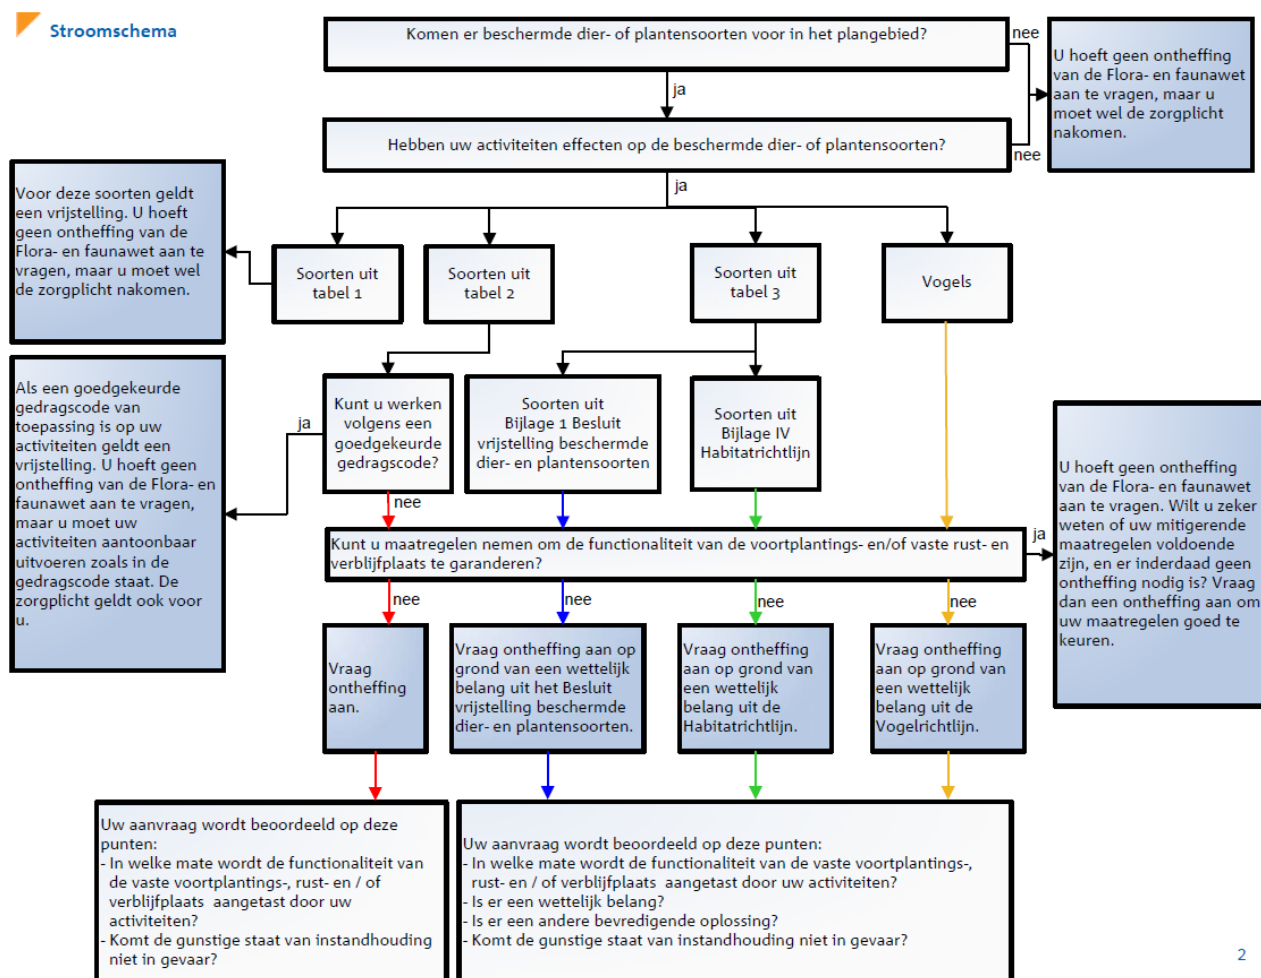 Stroomschema
Komen er beschermde dier- of plantensoorten voor in het plangebied?
nee
U hoeft geen ontheffing
van de Flora- en faunawet
aan te vragen, maar u
moet wel de zorgplicht
nakomen.
ja
Hebben uw activiteiten effecten op de beschermde dier- of plantensoorten?
nee
ja
Voor deze soorten geldt
een vrijstelling. U hoeft
geen ontheffing van de
Flora- en faunawet aan te
vragen, maar u moet wel
de zorgplicht nakomen.
Soorten uit
tabel 1
Soorten uit
tabel 2
Soorten uit
tabel 3
Vogels
Als een goedgekeurde
gedragscode van
toepassing is op uw
activiteiten geldt een
vrijstelling. U hoeft geen
ontheffing van de Flora- en
faunawet aan te vragen,
maar u moet uw
activiteiten aantoonbaar
uitvoeren zoals in de
gedragscode staat. De
zorgplicht geldt ook voor
u.
ja
Kunt u werken
volgens een
goedgekeurde
gedragscode?
Soorten uit
Bijlage 1 Besluit
vrijstelling beschermde
dier- en plantensoorten
Soorten uit
Bijlage IV
Habitatrichtlijn
nee
Kunt u maatregelen nemen om de functionaliteit van de voortplantings- en/of vaste rust- en
verblijfplaats te garanderen?
ja
U hoeft geen ontheffing
van de Flora- en faunawet
aan te vragen. Wilt u zeker
weten of uw mitigerende
maatregelen voldoende
zijn, en er inderdaad geen
ontheffing nodig is? Vraag
dan een ontheffing aan om
uw maatregelen goed te
keuren.
nee
nee
nee
nee
Vraag
ontheffing
aan.
Vraag ontheffing aan op
grond van een wettelijk
belang uit het Besluit
vrijstelling beschermde
dier- en plantensoorten.
Vraag ontheffing
aan op grond van
een wettelijk
belang uit de
Habitatrichtlijn.
Vraag ontheffing
aan op grond van
een wettelijk
belang uit de
Vogelrichtlijn.
Uw aanvraag wordt beoordeeld op deze
punten:
- In welke mate wordt de functionaliteit van
de vaste voortplantings-, rust- en / of
verblijfplaats aangetast door uw
activiteiten?
- Komt de gunstige staat van instandhouding
niet in gevaar?
Uw aanvraag wordt beoordeeld op deze punten:
- In welke mate wordt de functionaliteit van de vaste voortplantings-,
rust- en / of verblijfplaats aangetast door uw activiteiten?
- Is er een wettelijk belang?
- Is er een andere bevredigende oplossing?
- Komt de gunstige staat van instandhouding niet in gevaar?
2